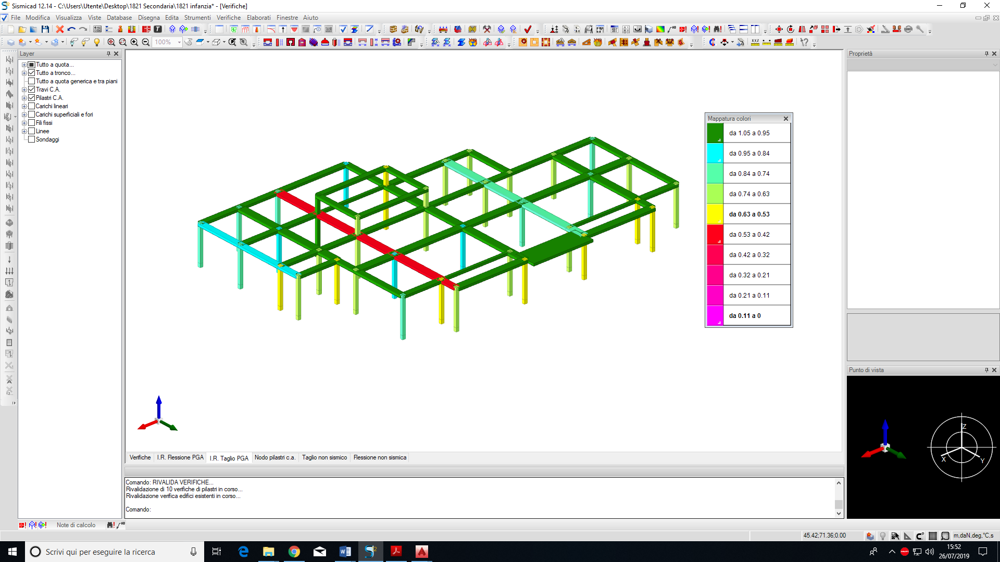 Sismicad 12.14 - C:\Users\Utente\Desktop\1821 Secondaria\1821 infanzia* - [Verifiche]
File Modifica Visualizza Viste Database Disegna Edita Strumenti Verifiche Elaborati Finestre Aiuto
100%
Layer
Tutto a quota...
Tutto a tronco...
Tutto a quota generica e tra piani
Travi C.A.
Pilastri C.A.
Carichi lineari
Carichi superficiali e fori
Fili fissi
Linee
Sondaggi
Mappatura colori
da 1.05 a 0.95
da 0.95 a 0.84
da 0.84 a 0.74
da 0.74 a 0.63
da 0.63 a 0.53
da 0.53 a 0.42
da 0.42 a 0.32
da 0.32 a 0.21
da 0.21 a 0.11
da 0.11 a 0
Proprietà
Punto di vista
Z
X
Y
Verifiche I.R. Flessione PGA I.R. Taglio PGA Nodo pilastri c.a. Taglio non sismico Flessione non sismica
Comando: RIVALIDA VERIFICHE...
Rivalidazione di 10 verifiche di pilastri in corso...
Rivalidazione verifica edifici esistenti in corso...
Comando:
Note di calcolo
45.42;71.36;0.00
m,daN,deg,°C,s
Scrivi qui per eseguire la ricerca
15:52
26/07/2019